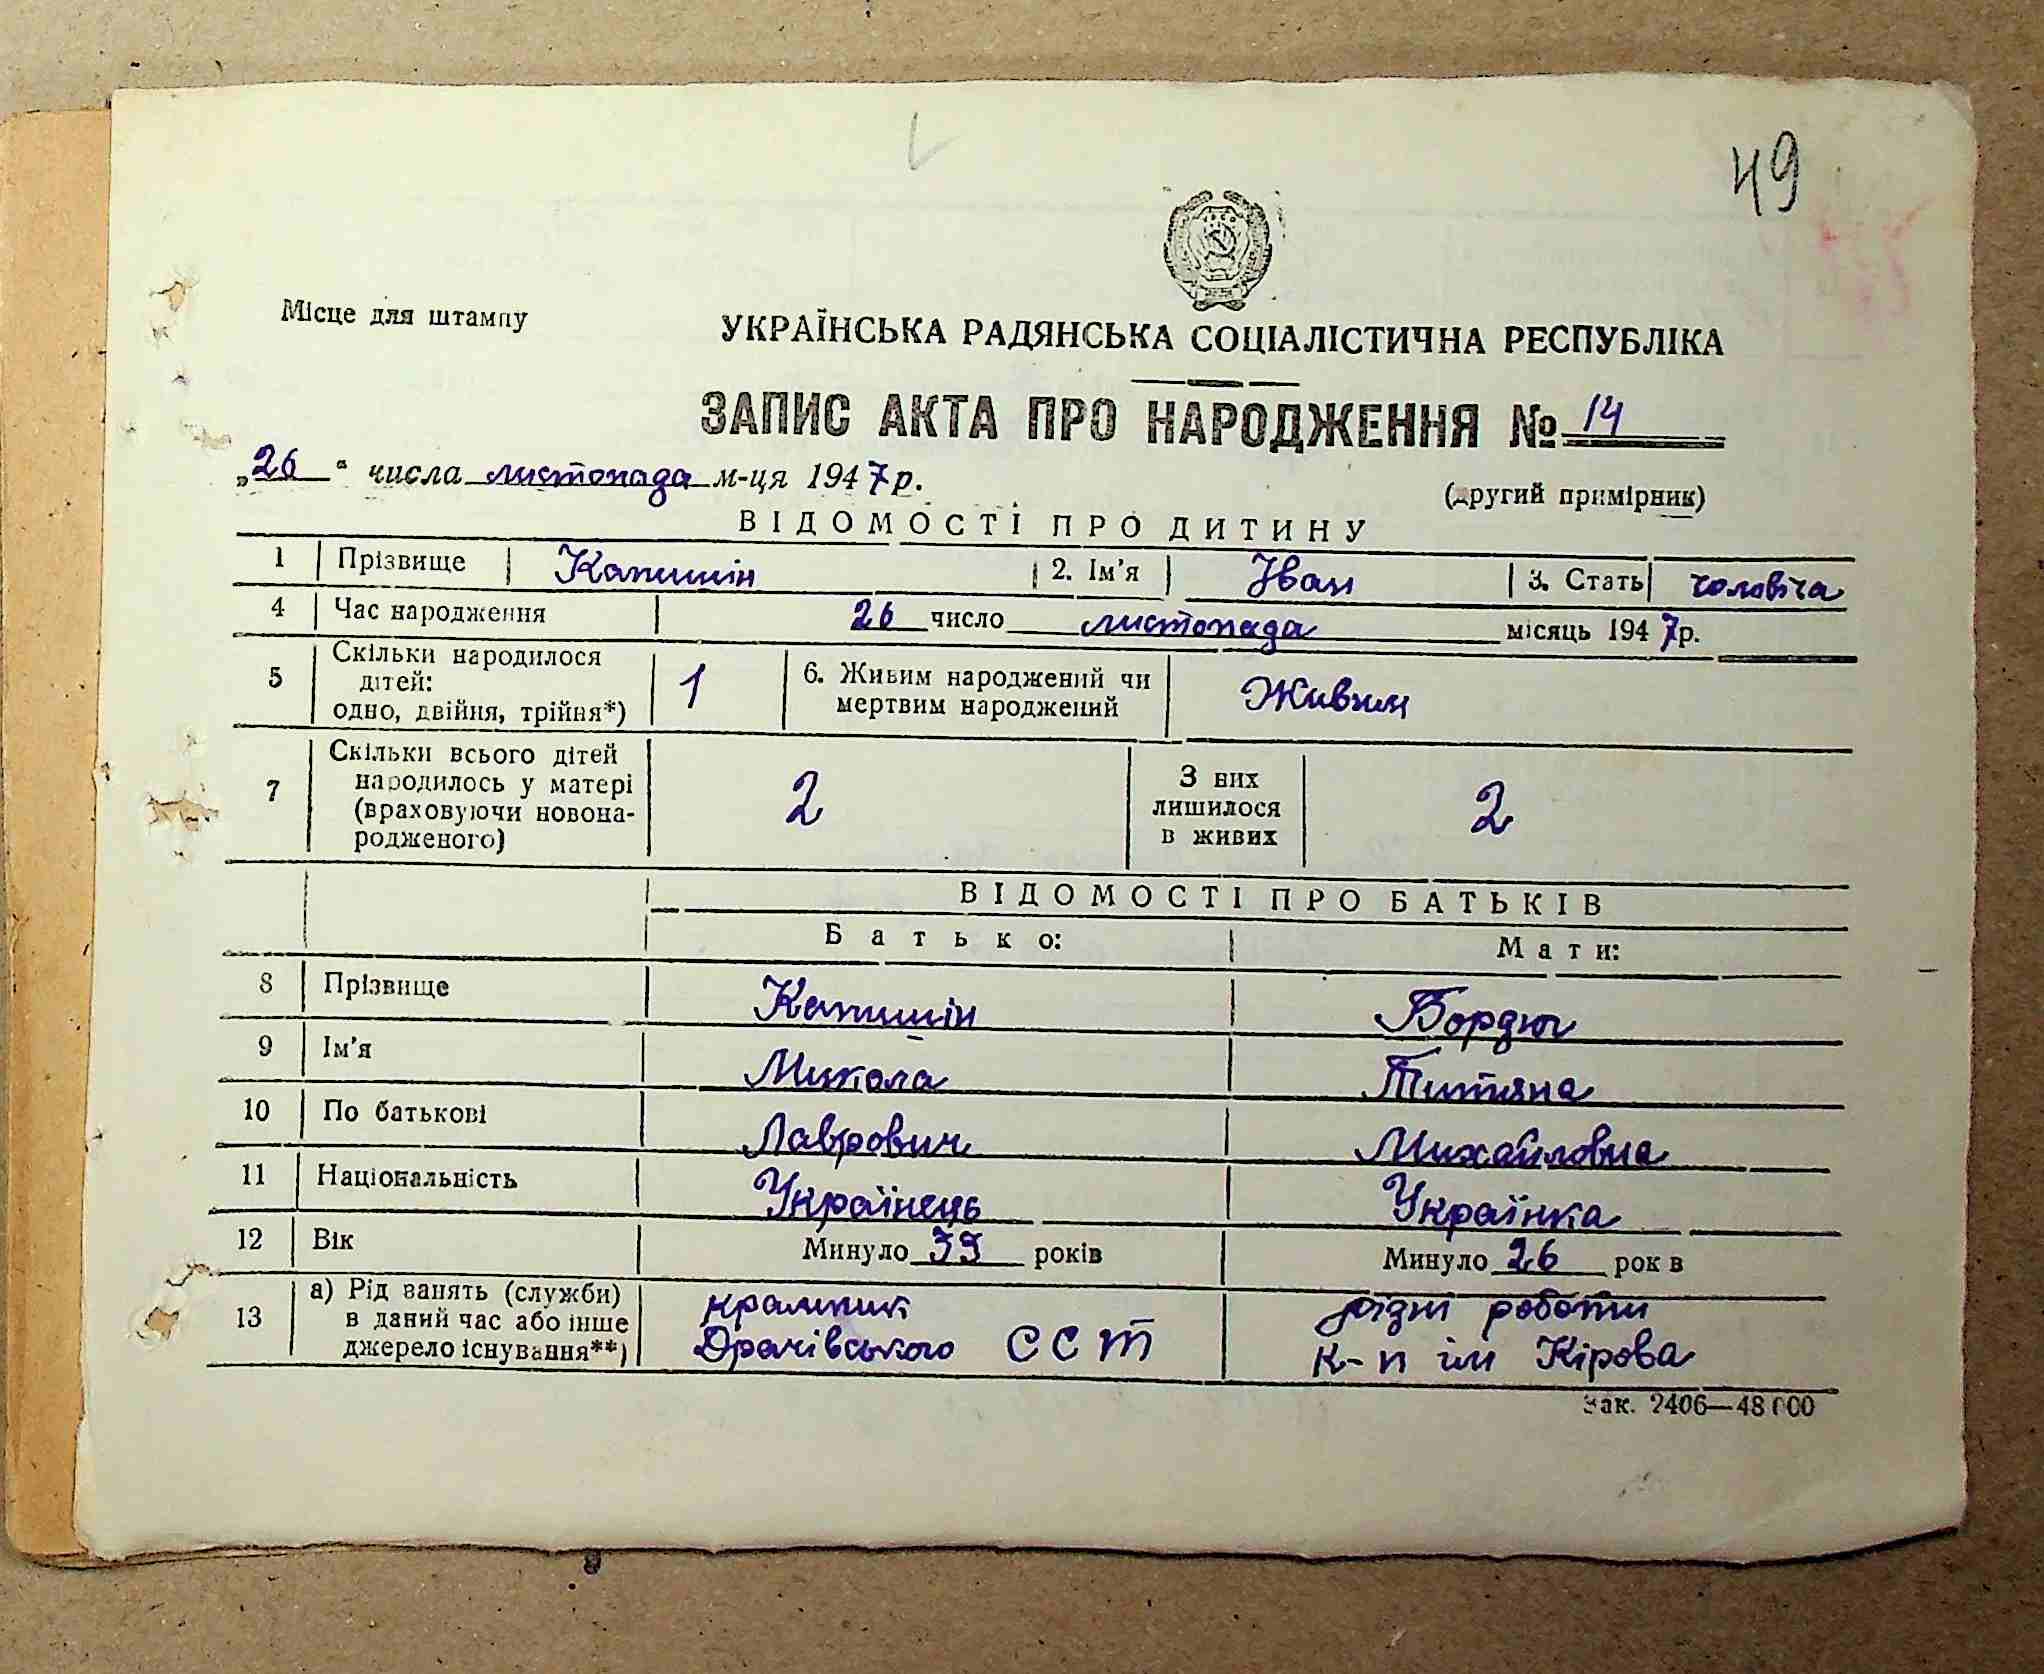 49
Місце для штампу
УКРАЇНСЬКА РАДЯНСЬКА СОЦІАЛІСТИЧНА РЕСПУБЛІКА
ЗАПИС АКТА ПРО НАРОДЖЕННЯ № 14
„26“ числа листопада м-ця 1947 р.
(другий примірник)
ВІДОМОСТІ ПРО ДИТИНУ
1 Прізвище Капишін 2. Ім'я Іван 3. Стать чоловіча
4 Час народження 26 число листопада місяць 1947 р.
5 Скільки народилося дітей: одно, двійня, трійня*) 1 6. Живим народжений чи мертвим народжений Живим
7 Скільки всього дітей народилось у матері (враховуючи новонародженого) 2 З них лишилося в живих 2
ВІДОМОСТІ ПРО БАТЬКІВ
Батько: Мати:
8 Прізвище Капишін Бордюг
9 Ім'я Микола Титяна
10 По батькові Лаврович Михайловна
11 Національність Українець Українка
12 Вік Минуло 39 років Минуло 26 рок в
13 а) Рід занять (служби) в даний час або інше джерело існування**) крамник ССТ різні роботи к-п ім Кірова
Зак. 2406—48 000